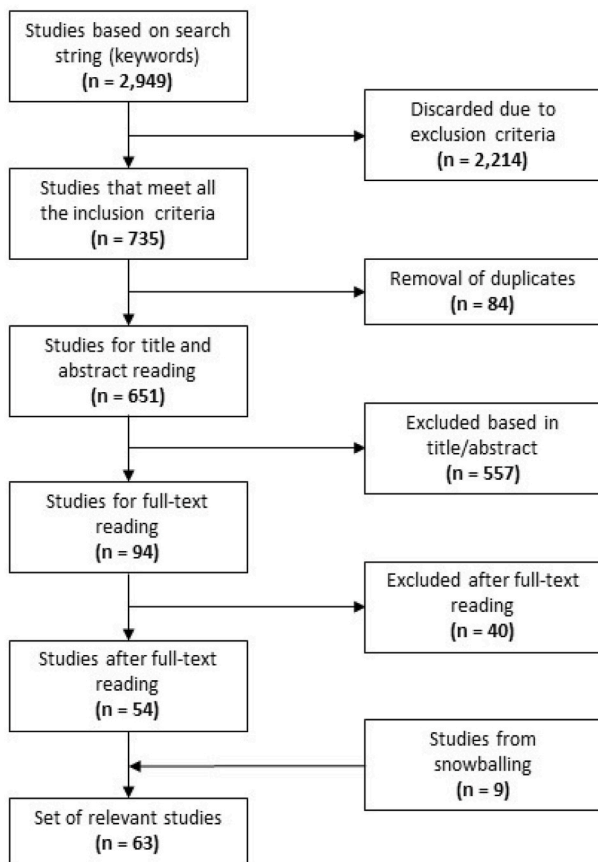 Studies based on search
string (keywords)
(n = 2,949)
Discarded due to
exclusion criteria
(n = 2,214)
Studies that meet all
the inclusion criteria
(n = 735)
Removal of duplicates
(n = 84)
Studies for title and
abstract reading
(n = 651)
Excluded based in
title/abstract
(n = 557)
Studies for full-text
reading
(n = 94)
Excluded after full-text
reading
(n = 40)
Studies after full-text
reading
(n = 54)
Studies from
snowballing
(n = 9)
Set of relevant studies
(n = 63)